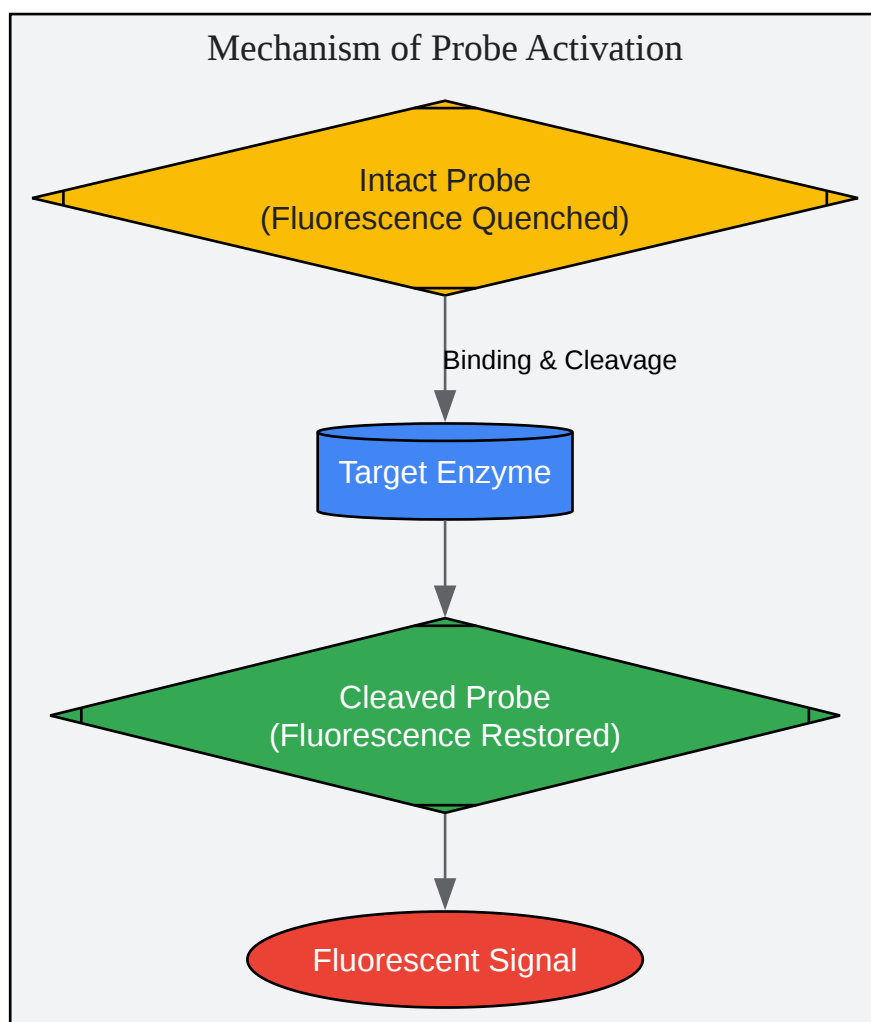 Mechanism of Probe Activation
Intact Probe
(Fluorescence Quenched)
Binding & Cleavage
Target Enzyme
Cleaved Probe
(Fluorescence Restored)
Fluorescent Signal